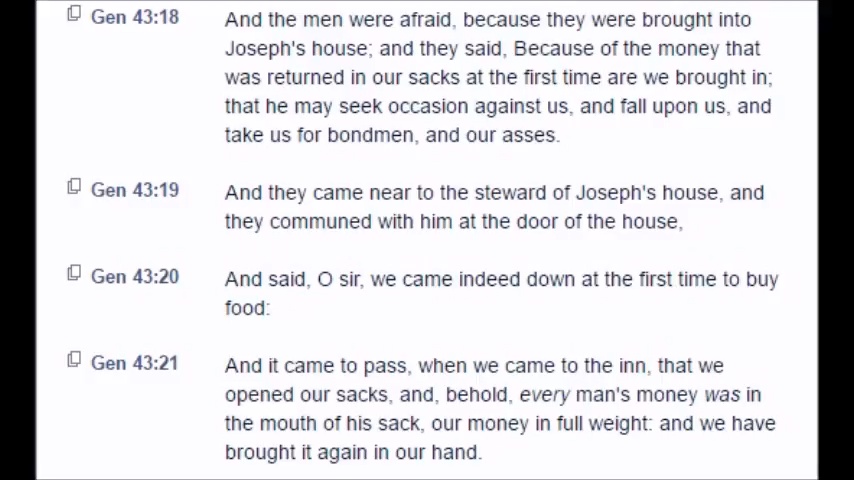 Gen 43:18 And the men were afraid, because they were brought into
Joseph's house; and they said, Because of the money that
was returned in our sacks at the first time are we brought in;
that he may seek occasion against us, and fall upon us, and
take us for bondmen, and our asses.
Gen 43:19 And they came near to the steward of Joseph's house, and
they communed with him at the door of the house,
Gen 43:20 And said, O sir, we came indeed down at the first time to buy
food:
Gen 43:21 And it came to pass, when we came to the inn, that we
opened our sacks, and, behold, every man's money was in
the mouth of his sack, our money in full weight: and we have
brought it again in our hand.